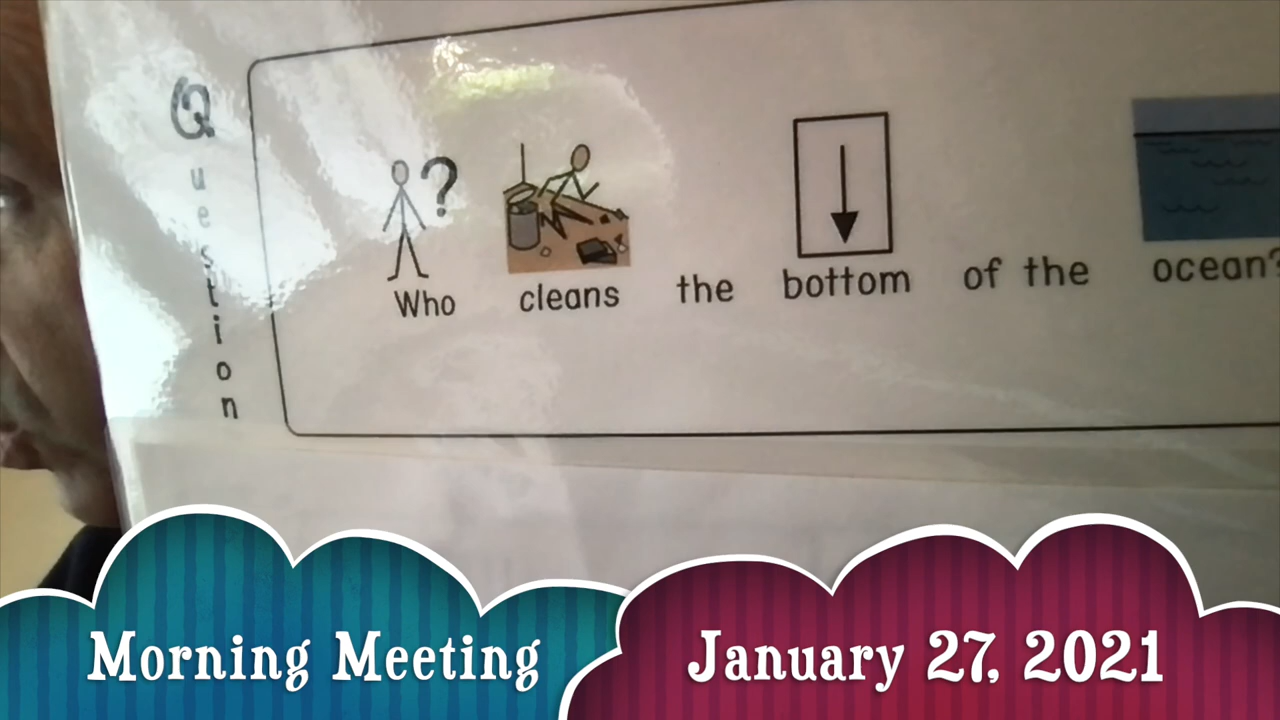 Question
?
Who cleans the bottom of the ocean?
Morning Meeting
January 27, 2021